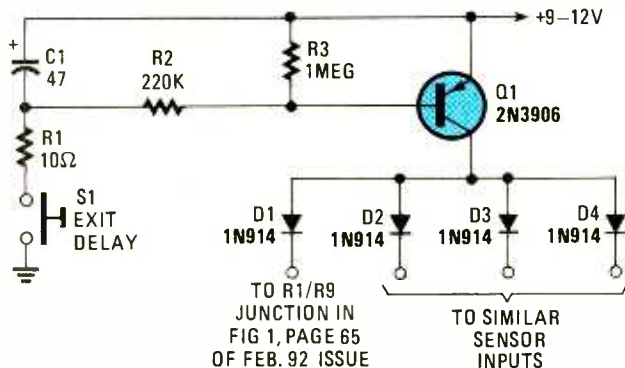 +9–12V
+
C1
47
R2
220K
R3
1MEG
Q1
2N3906
R1
10Ω
S1
EXIT
DELAY
D1
1N914
D2
1N914
D3
1N914
D4
1N914
TO R1/R9
JUNCTION IN
FIG 1, PAGE 65
OF FEB. 92 ISSUE
TO SIMILAR
SENSOR
INPUTS